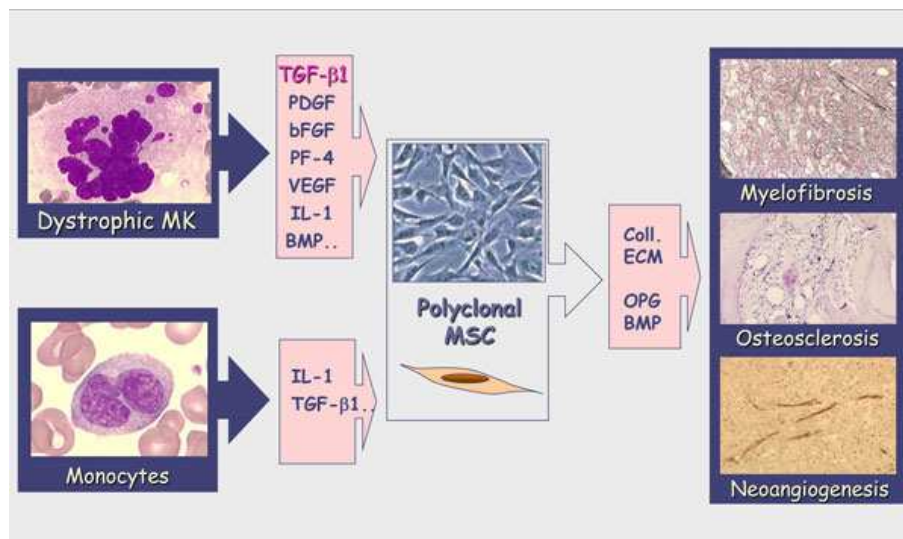 Dystrophic MK
TGF-β1
PDGF
bFGF
PF-4
VEGF
IL-1
BMP..
Monocytes
IL-1
TGF-β1..
Polyclonal
MSC
Coll.
ECM
OPG
BMP
Myelofibrosis
Osteosclerosis
Neoangiogenesis